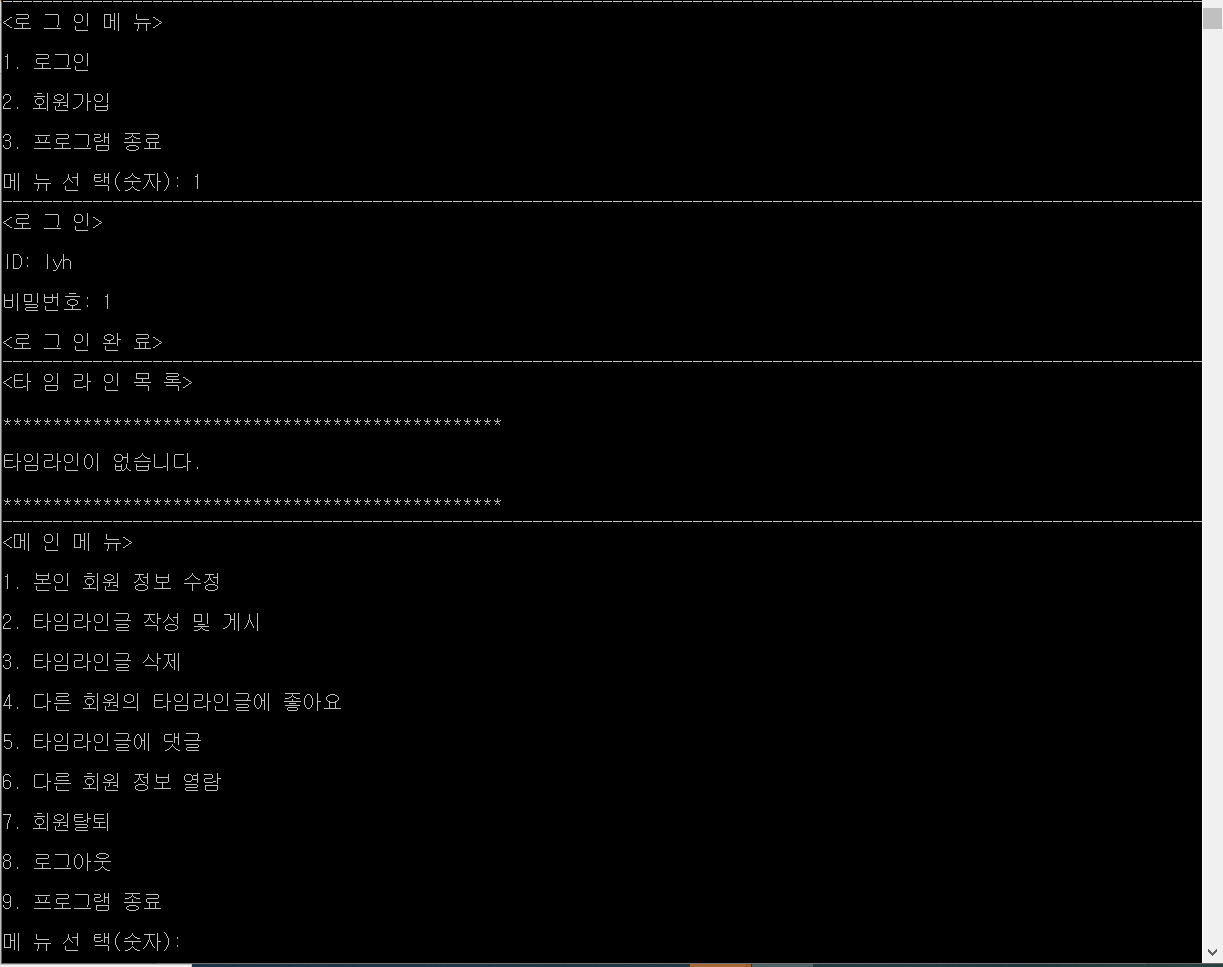 <로 그 인 메 뉴>
1. 로그인
2. 회원가입
3. 프로그램 종료
메 뉴 선 택(숫자): 1
<로 그 인>
ID: lyh
비밀번호: 1
<로 그 인 완 료>
<타 임 라 인 목 록>
**************************************************
타임라인이 없습니다.
**************************************************
<메 인 메 뉴>
1. 본인 회원 정보 수정
2. 타임라인글 작성 및 게시
3. 타임라인글 삭제
4. 다른 회원의 타임라인글에 좋아요
5. 타임라인글에 댓글
6. 다른 회원 정보 열람
7. 회원탈퇴
8. 로그아웃
9. 프로그램 종료
메 뉴 선 택(숫자):